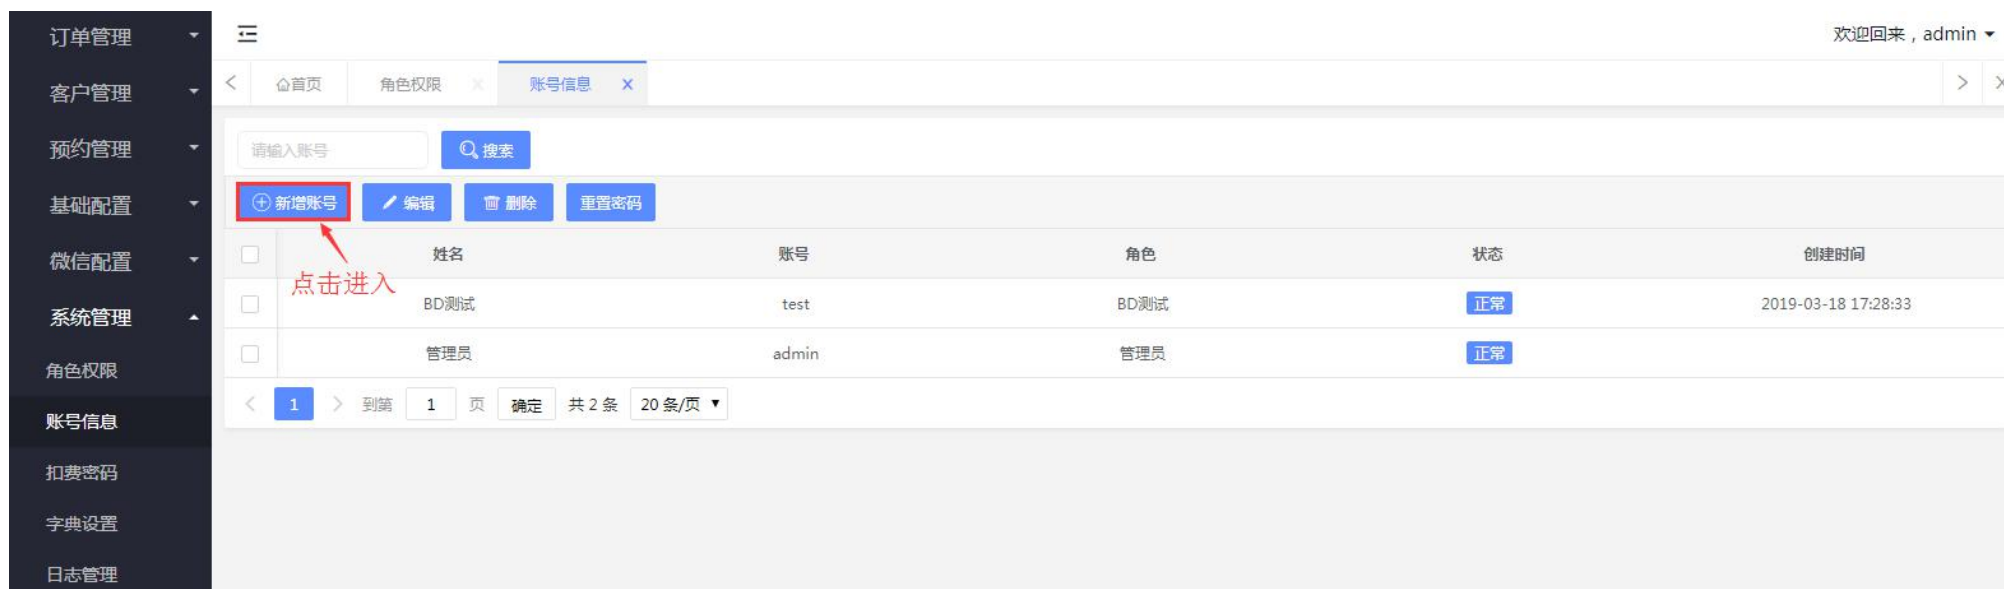 订单管理
欢迎回来，admin
客户管理
首页 角色权限 账号信息
预约管理
请输入账号 搜索
基础配置
新增账号 编辑 删除 重置密码
微信配置
姓名 账号 角色 状态 创建时间
点击进入
系统管理
BD测试 test BD测试 正常 2019-03-18 17:28:33
角色权限
管理员 admin 管理员 正常
账号信息
1 到第 1 页 确定 共 2 条 20 条/页
扣费密码
字典设置
日志管理